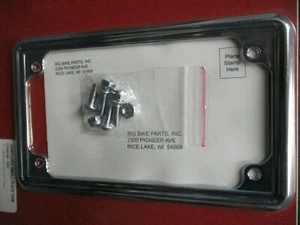 BIG BIKE PARTS, INC.
2300 PIONEER AVE
RICE LAKE, WI 54868
Place
Stamp
Here
BIG BIKE PARTS, INC.
2300 PIONEER AVE
RICE LAKE, WI 54868